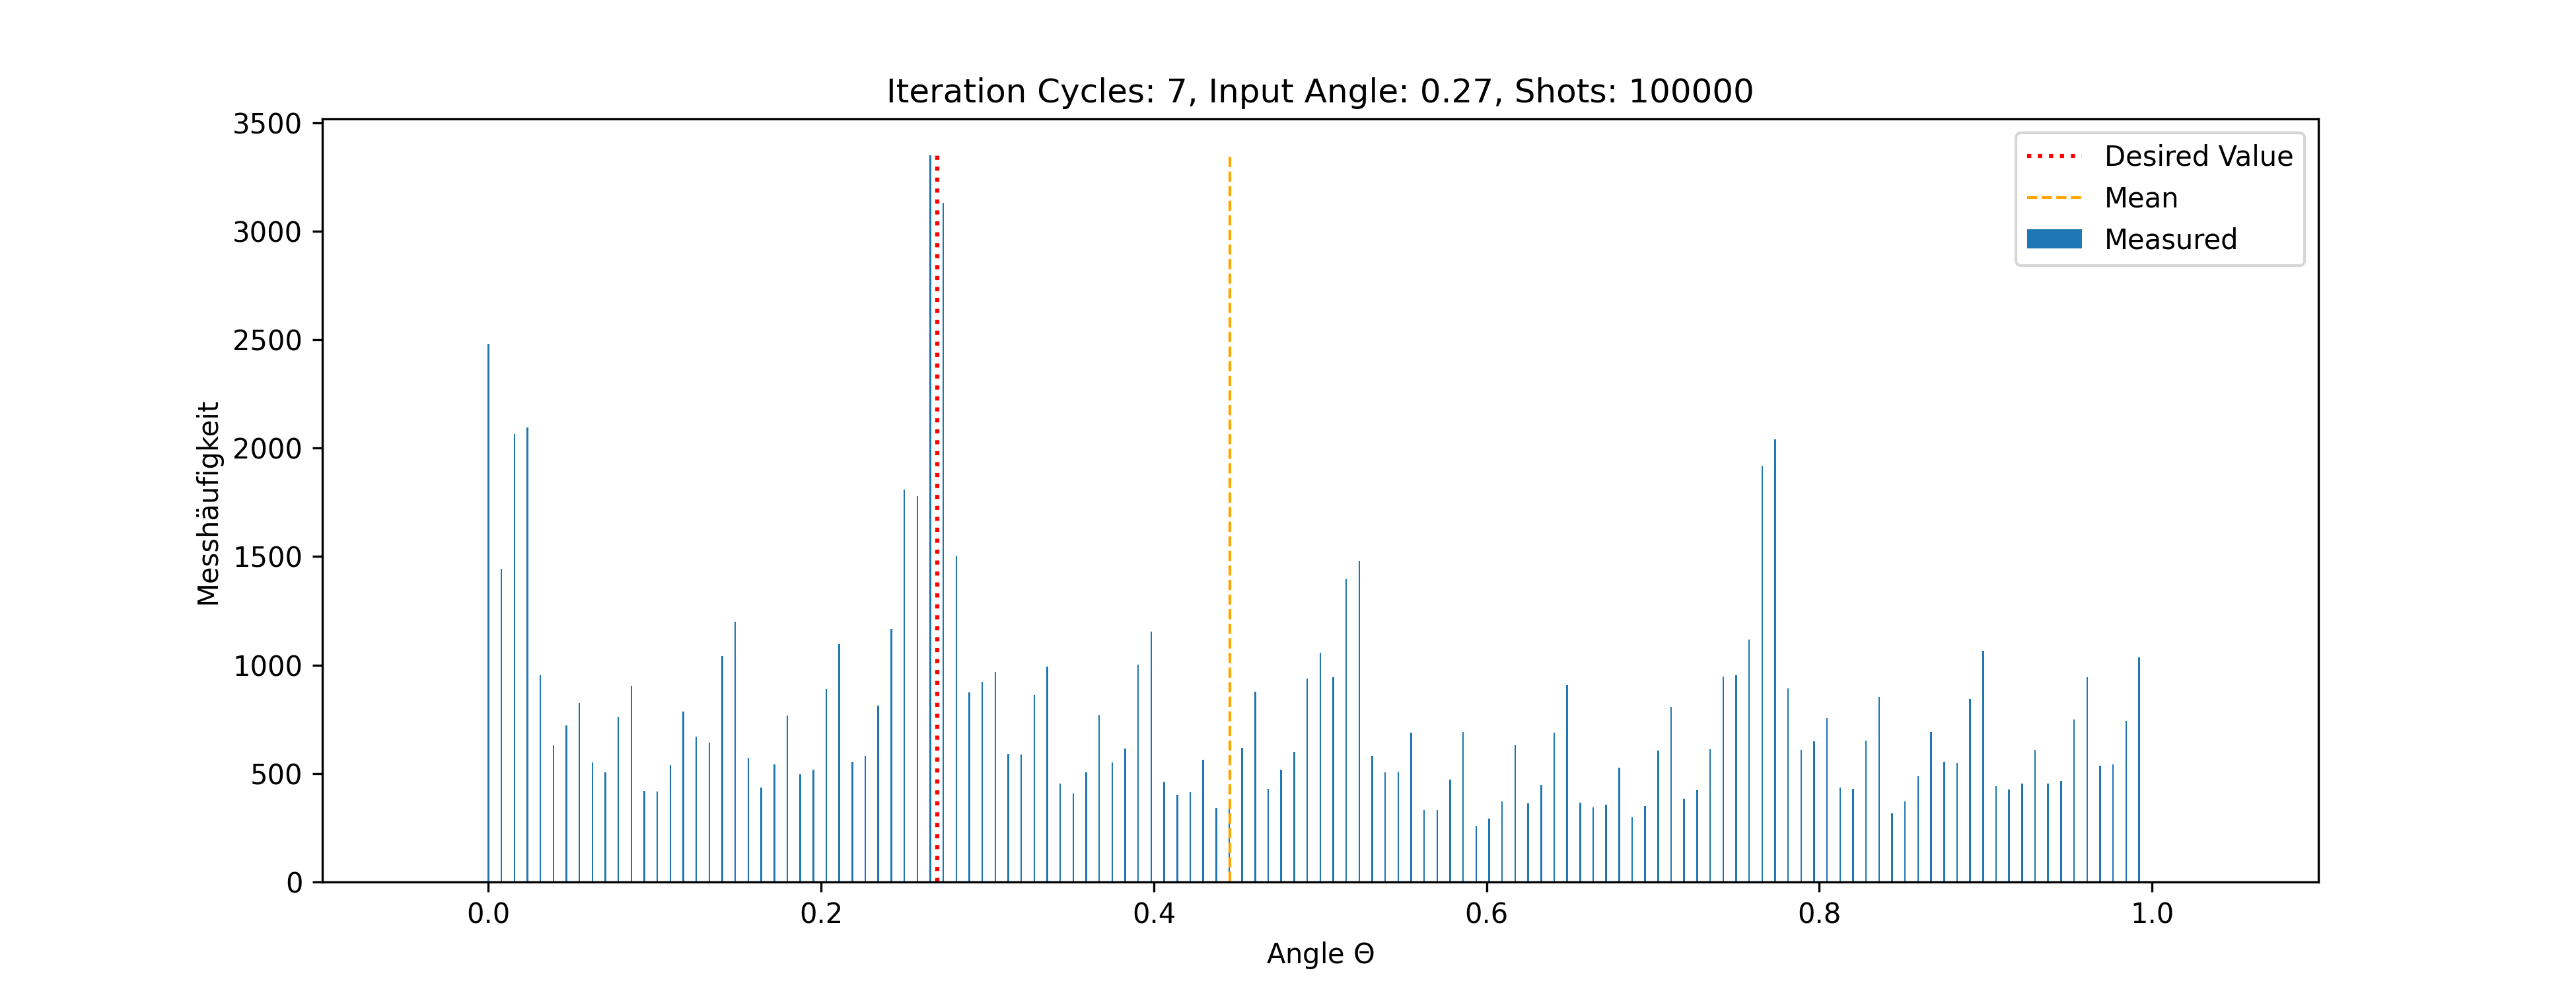 Iteration Cycles: 7, Input Angle: 0.27, Shots: 100000
3500
3000
2500
2000
1500
1000
500
0
Messhäufigkeit
Desired Value
Mean
Measured
0.0 0.2 0.4 0.6 0.8 1.0
Angle Θ